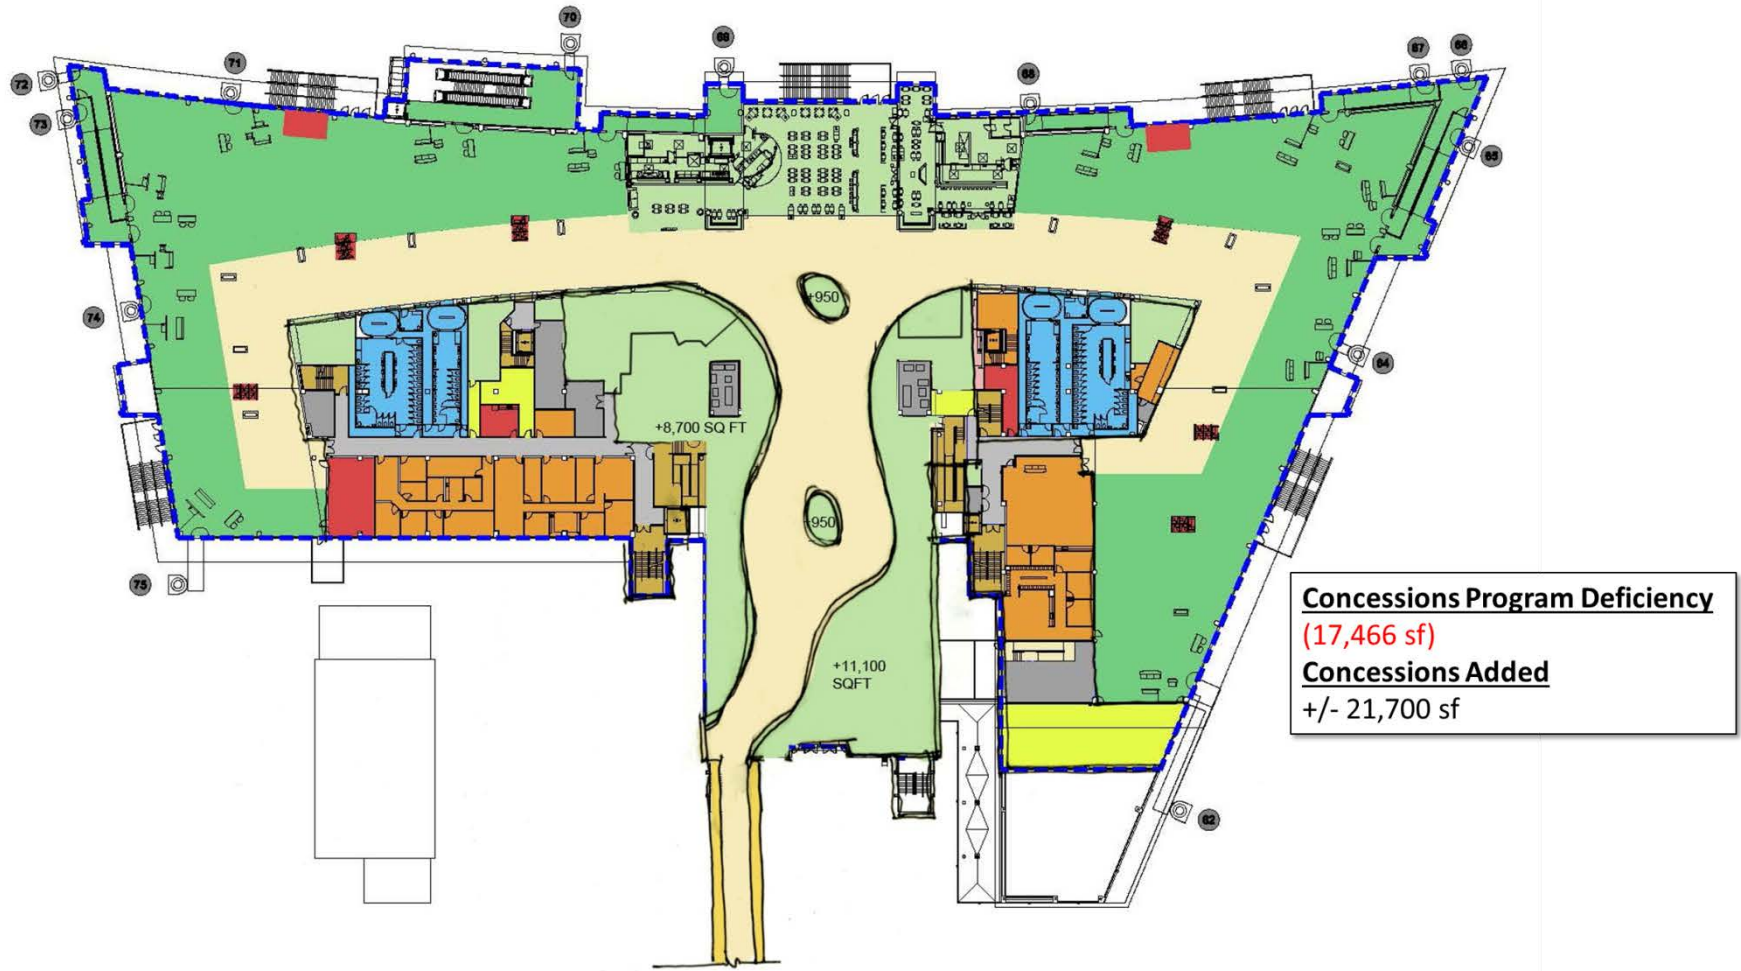 70
69
67
66
71
68
72
73
65
74
+950
64
+8,700 SQ FT
+950
75
Concessions Program Deficiency
(17,466 sf)
+11,100
SQFT
Concessions Added
+/- 21,700 sf
62